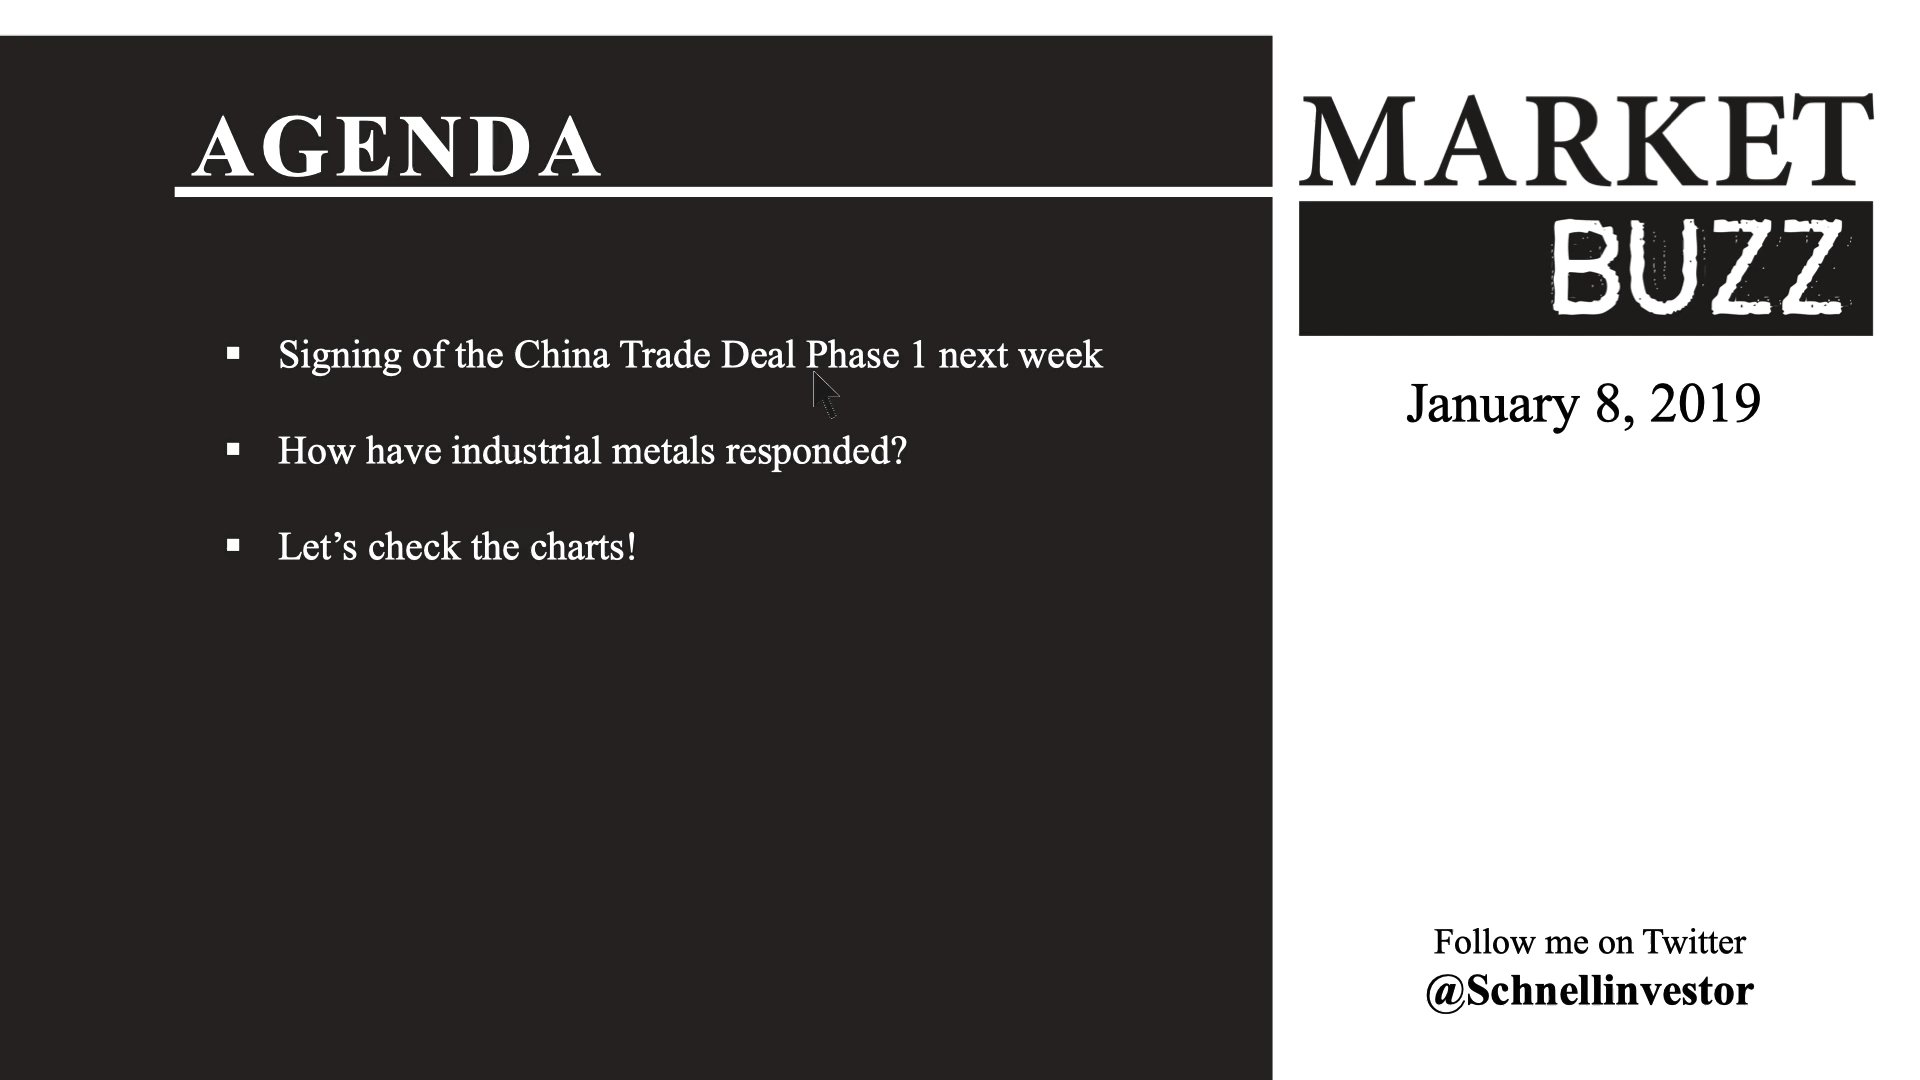 AGENDA
▪ Signing of the China Trade Deal Phase 1 next week
▪ How have industrial metals responded?
▪ Let’s check the charts!
MARKET
BUZZ
January 8, 2019
Follow me on Twitter
@Schnellinvestor